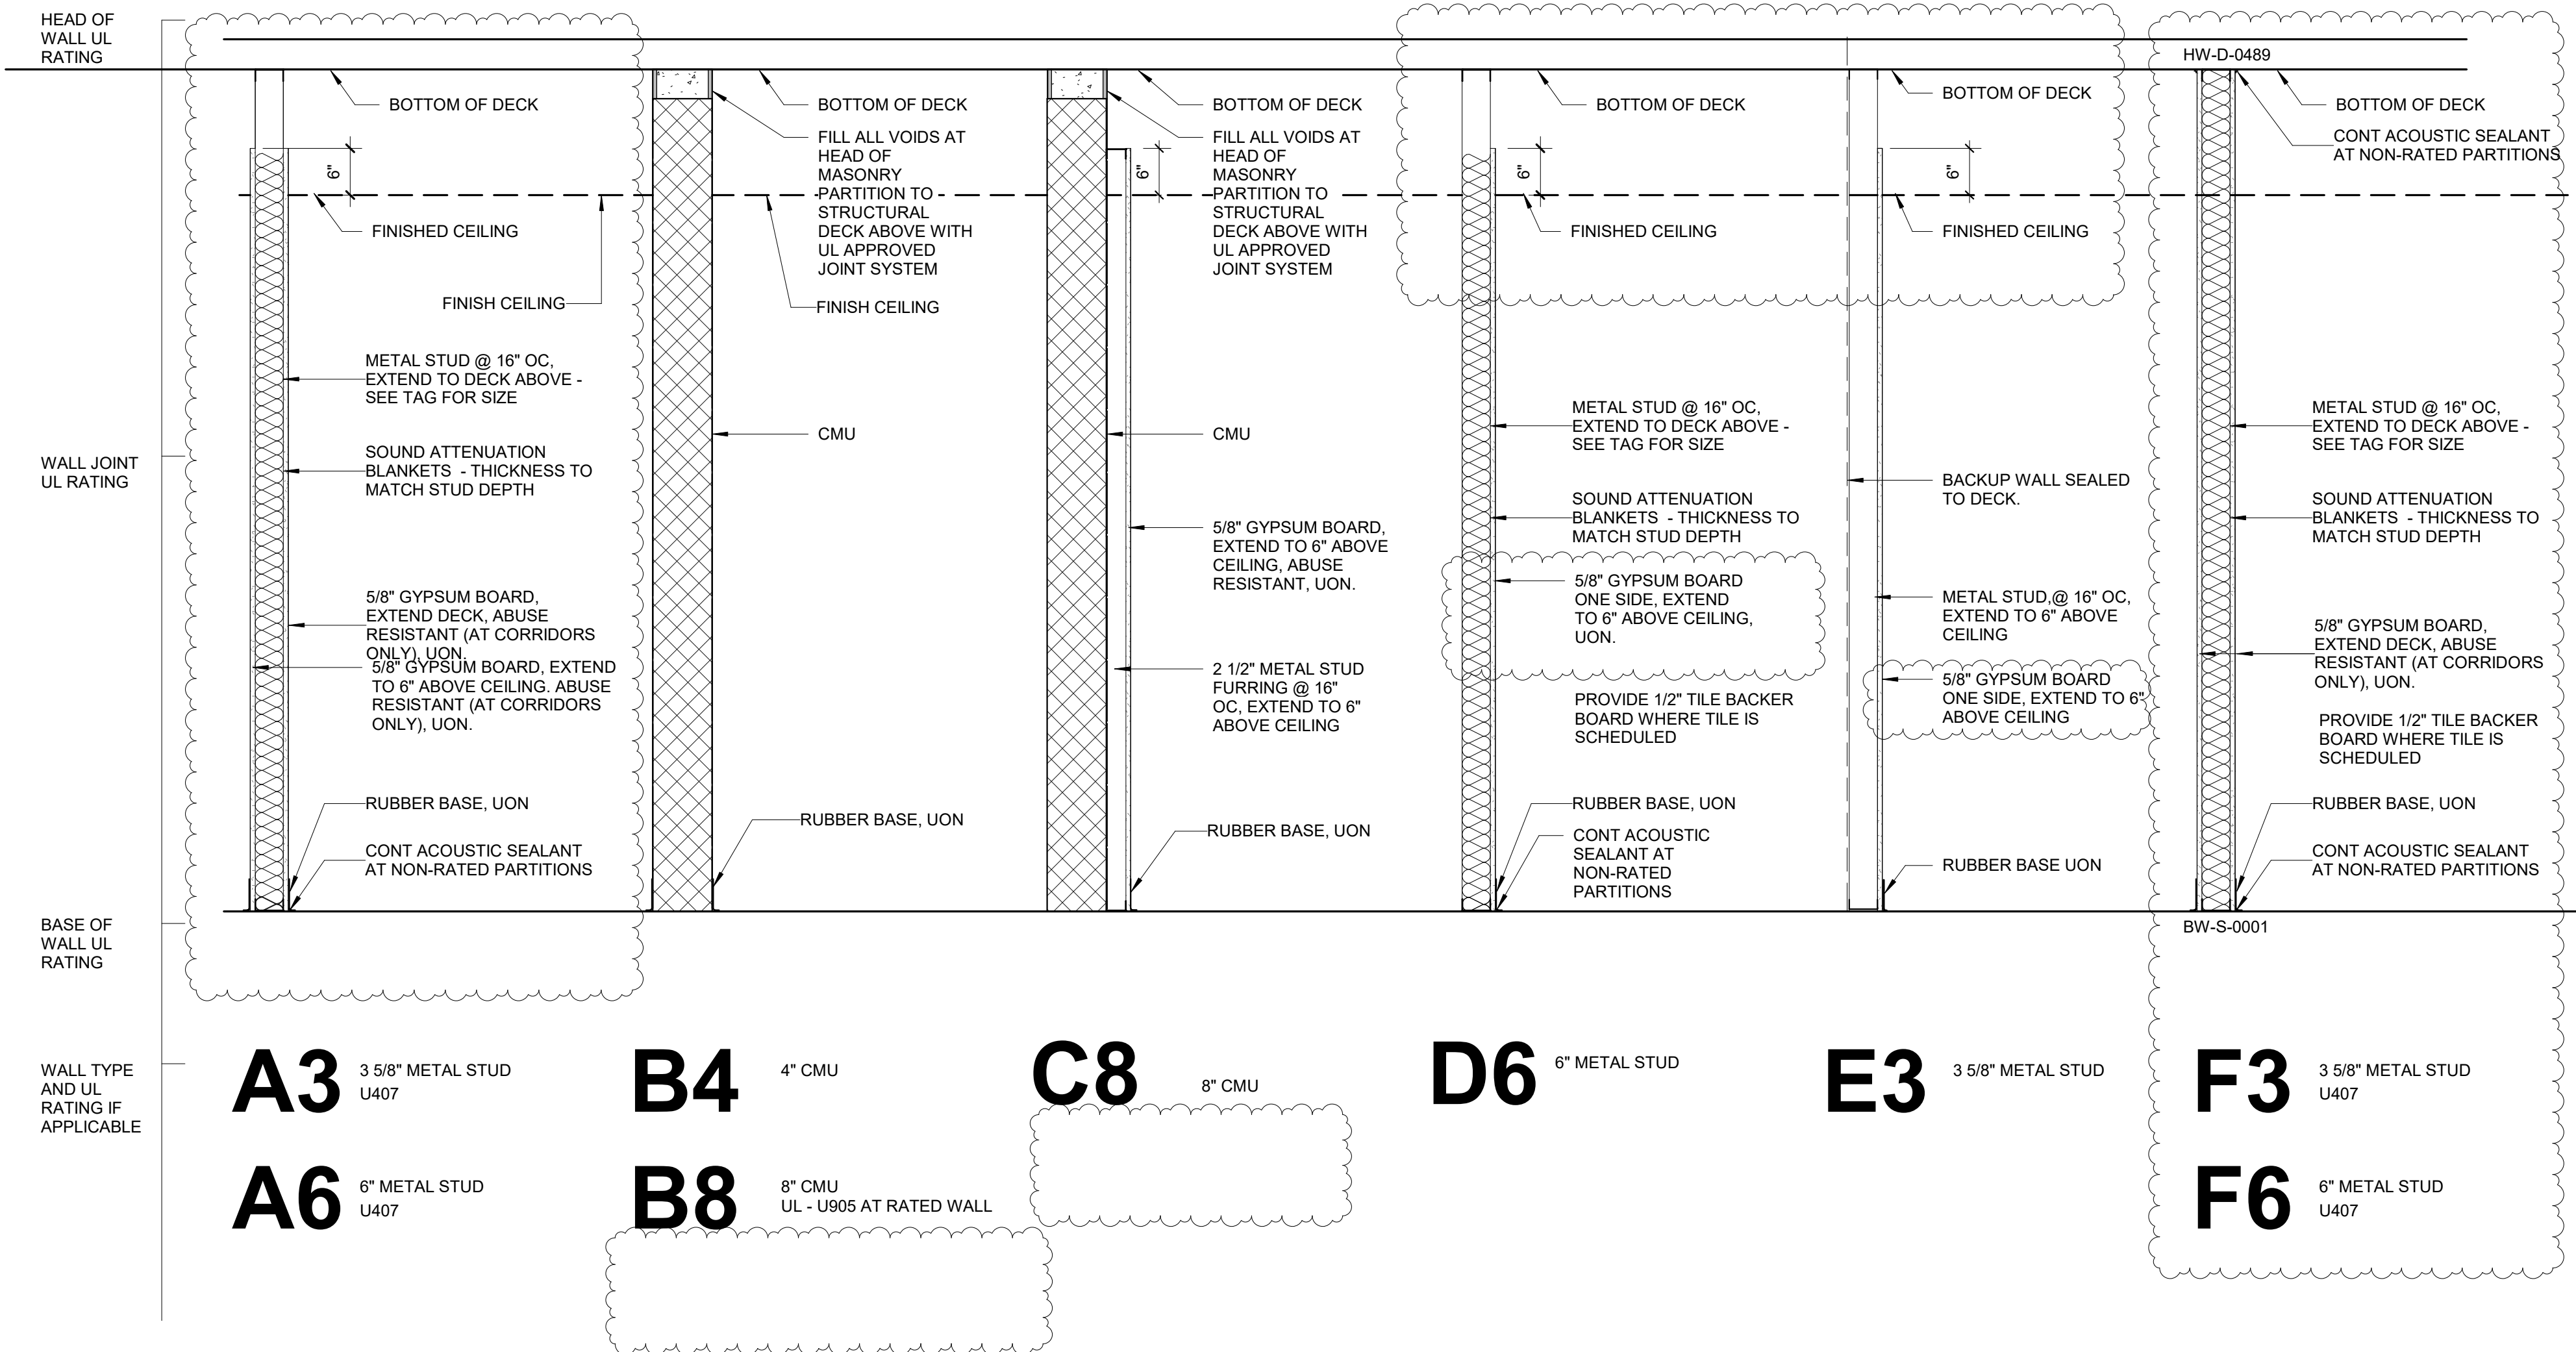 HEAD OF
WALL UL
RATING
WALL JOINT
UL RATING
BASE OF
WALL UL
RATING
WALL TYPE
AND UL
RATING IF
APPLICABLE
BOTTOM OF DECK
6"
FINISHED CEILING
FINISH CEILING
METAL STUD @ 16" OC,
EXTEND TO DECK ABOVE -
SEE TAG FOR SIZE
SOUND ATTENUATION
BLANKETS - THICKNESS TO
MATCH STUD DEPTH
5/8" GYPSUM BOARD,
EXTEND DECK, ABUSE
RESISTANT (AT CORRIDORS
ONLY), UON.
5/8" GYPSUM BOARD, EXTEND
TO 6" ABOVE CEILING. ABUSE
RESISTANT (AT CORRIDORS
ONLY), UON.
RUBBER BASE, UON
CONT ACOUSTIC SEALANT
AT NON-RATED PARTITIONS
A3
3 5/8" METAL STUD
U407
A6
6" METAL STUD
U407
BOTTOM OF DECK
FILL ALL VOIDS AT
HEAD OF
MASONRY
PARTITION TO
STRUCTURAL
DECK ABOVE WITH
UL APPROVED
JOINT SYSTEM
FINISH CEILING
CMU
RUBBER BASE, UON
B4
4" CMU
B8
8" CMU
UL - U905 AT RATED WALL
BOTTOM OF DECK
FILL ALL VOIDS AT
HEAD OF
MASONRY
PARTITION TO
STRUCTURAL
DECK ABOVE WITH
UL APPROVED
JOINT SYSTEM
6"
CMU
5/8" GYPSUM BOARD,
EXTEND TO 6" ABOVE
CEILING, ABUSE
RESISTANT, UON.
2 1/2" METAL STUD
FURRING @ 16"
OC, EXTEND TO 6"
ABOVE CEILING
RUBBER BASE, UON
C8
8" CMU
BOTTOM OF DECK
6"
FINISHED CEILING
METAL STUD @ 16" OC,
EXTEND TO DECK ABOVE -
SEE TAG FOR SIZE
SOUND ATTENUATION
BLANKETS - THICKNESS TO
MATCH STUD DEPTH
5/8" GYPSUM BOARD
ONE SIDE, EXTEND
TO 6" ABOVE CEILING,
UON.
PROVIDE 1/2" TILE BACKER
BOARD WHERE TILE IS
SCHEDULED
RUBBER BASE, UON
CONT ACOUSTIC
SEALANT AT
NON-RATED
PARTITIONS
D6
6" METAL STUD
BOTTOM OF DECK
6"
FINISHED CEILING
BACKUP WALL SEALED
TO DECK.
METAL STUD,@ 16" OC,
EXTEND TO 6" ABOVE
CEILING
5/8" GYPSUM BOARD
ONE SIDE, EXTEND TO 6"
ABOVE CEILING
RUBBER BASE UON
E3
3 5/8" METAL STUD
HW-D-0489
BOTTOM OF DECK
CONT ACOUSTIC SEALANT
AT NON-RATED PARTITIONS
METAL STUD @ 16" OC,
EXTEND TO DECK ABOVE -
SEE TAG FOR SIZE
SOUND ATTENUATION
BLANKETS - THICKNESS TO
MATCH STUD DEPTH
5/8" GYPSUM BOARD,
EXTEND DECK, ABUSE
RESISTANT (AT CORRIDORS
ONLY), UON.
PROVIDE 1/2" TILE BACKER
BOARD WHERE TILE IS
SCHEDULED
RUBBER BASE, UON
CONT ACOUSTIC SEALANT
AT NON-RATED PARTITIONS
BW-S-0001
F3
3 5/8" METAL STUD
U407
F6
6" METAL STUD
U407